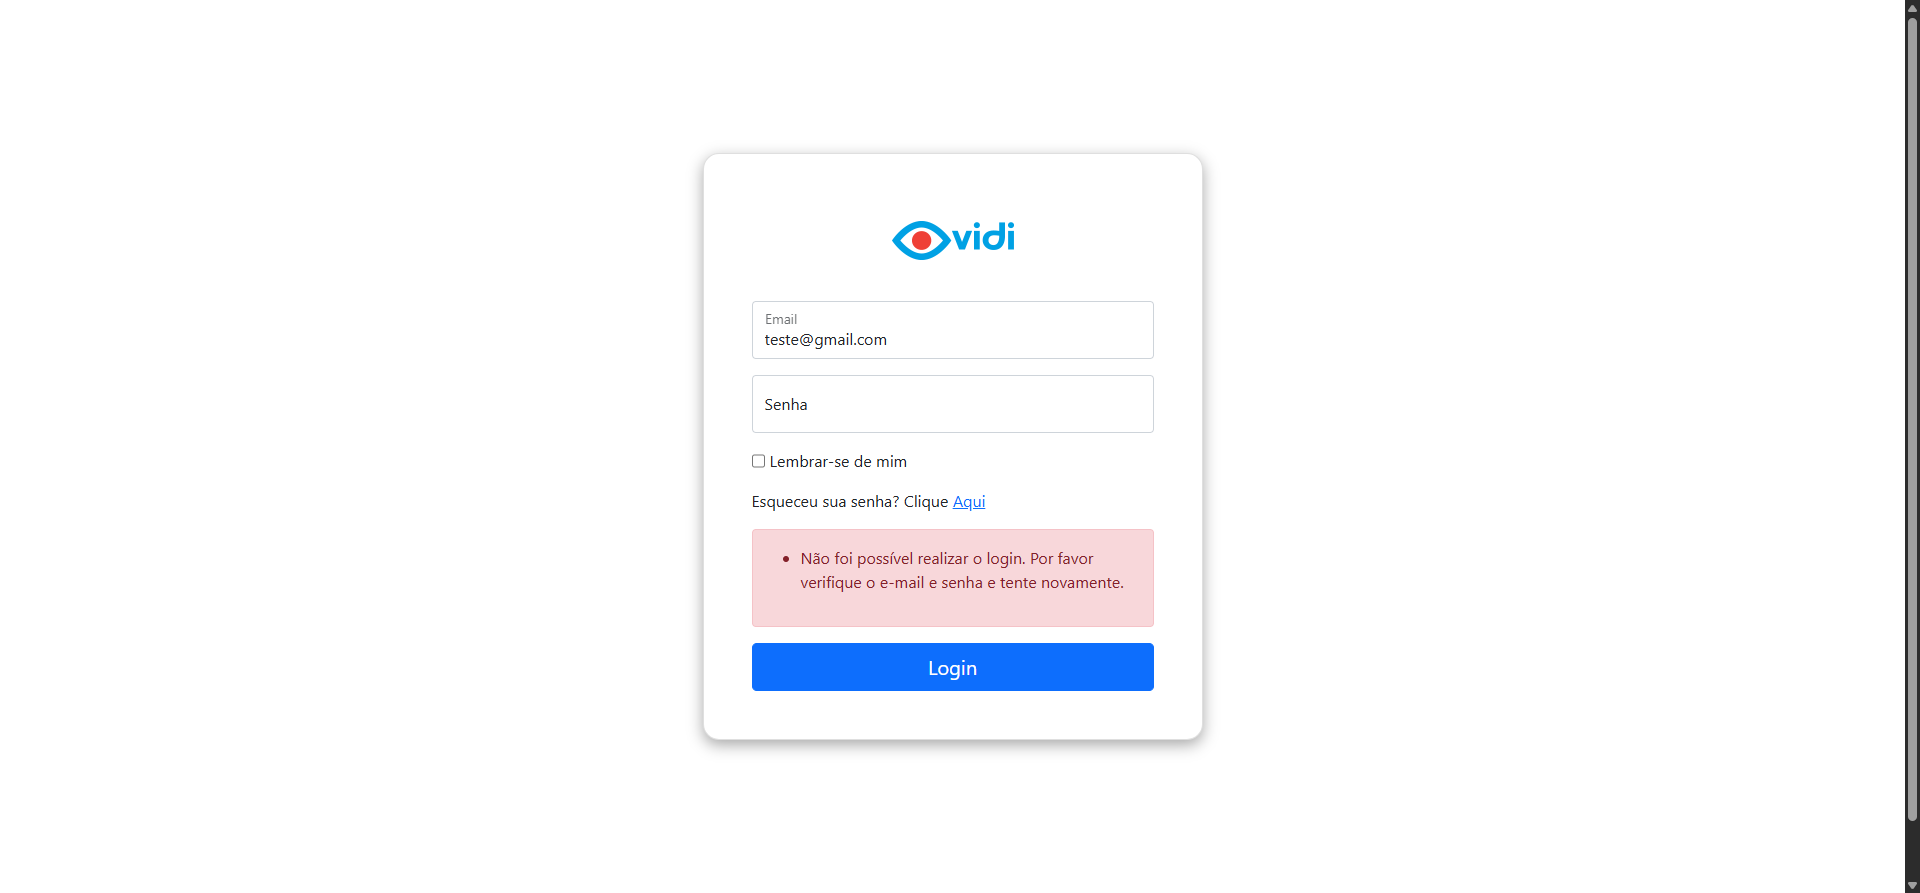 vidi
Email
teste@gmail.com
Senha
Lembrar-se de mim
Esqueceu sua senha? Clique Aqui
Não foi possível realizar o login. Por favor
verifique o e-mail e senha e tente novamente.
Login